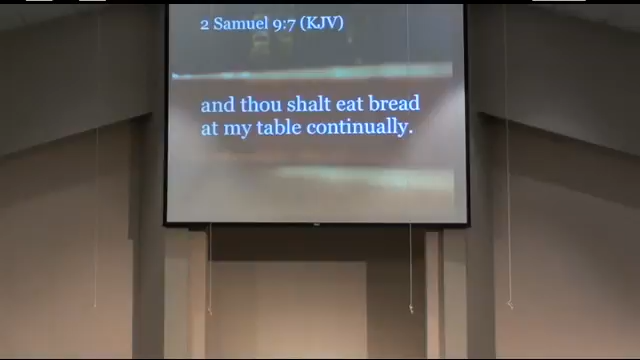 2 Samuel 9:7 (KJV)
and thou shalt eat bread
at my table continually.